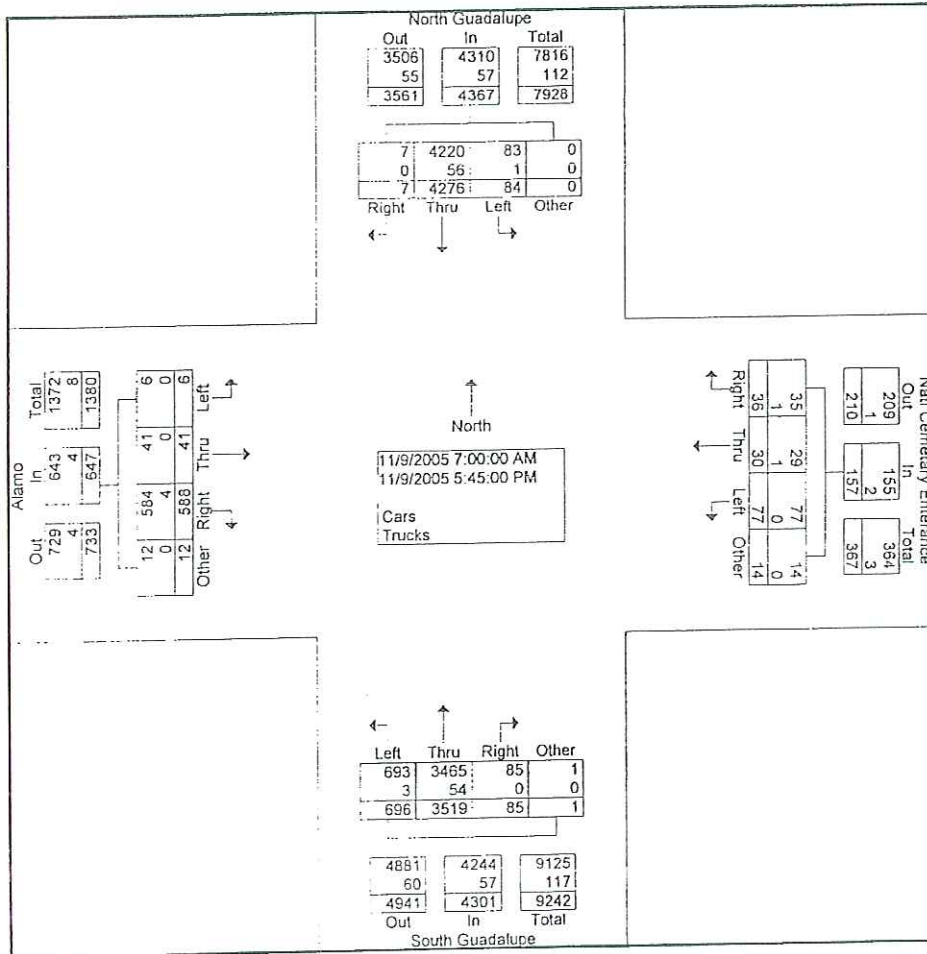 North Guadalupe
Out In Total
3506 4310 7816
55 57 112
3561 4367 7928
7 4220 83 0
0 56 1 0
7 4276 84 0
Right Thru Left Other
Alamo
Total In Out
1372 643 729
8 4 4
1380 647 733
6 41 584 12
0 0 4 0
6 41 588 12
Left Thru Right Other
North
11/9/2005 7:00:00 AM
11/9/2005 5:45:00 PM
Cars
Trucks
Natl Cemetary Enterance
Out In Total
209 155 364
1 2 3
210 157 367
35 29 77 14
1 1 0 0
36 30 77 14
Right Thru Left Other
Left Thru Right Other
693 3465 85 1
3 54 0 0
696 3519 85 1
4881 4244 9125
60 57 117
4941 4301 9242
Out In Total
South Guadalupe